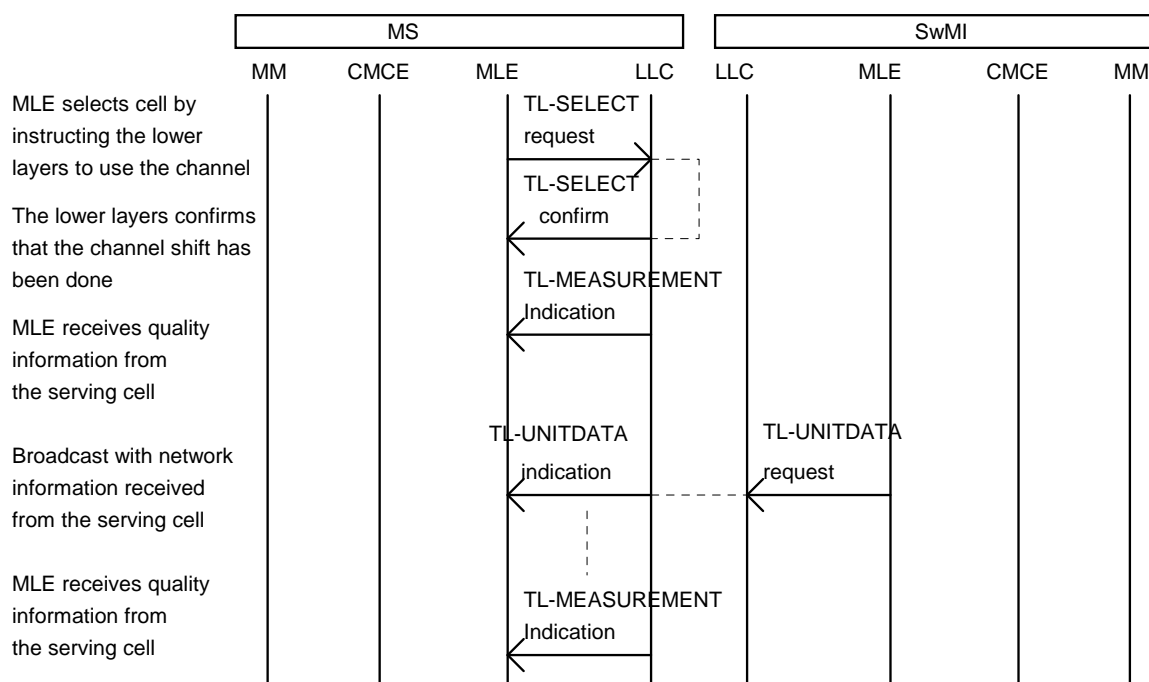 MS
SwMI
MM
CMCE
MLE
LLC
LLC
MLE
CMCE
MM
MLE selects cell by
instructing the lower
layers to use the channel
TL-SELECT
request
TL-SELECT
confirm
The lower layers confirms
that the channel shift has
been done
TL-MEASUREMENT
Indication
MLE receives quality
information from
the serving cell
TL-UNITDATA
indication
TL-UNITDATA
request
Broadcast with network
information received
from the serving cell
MLE receives quality
information from
the serving cell
TL-MEASUREMENT
Indication